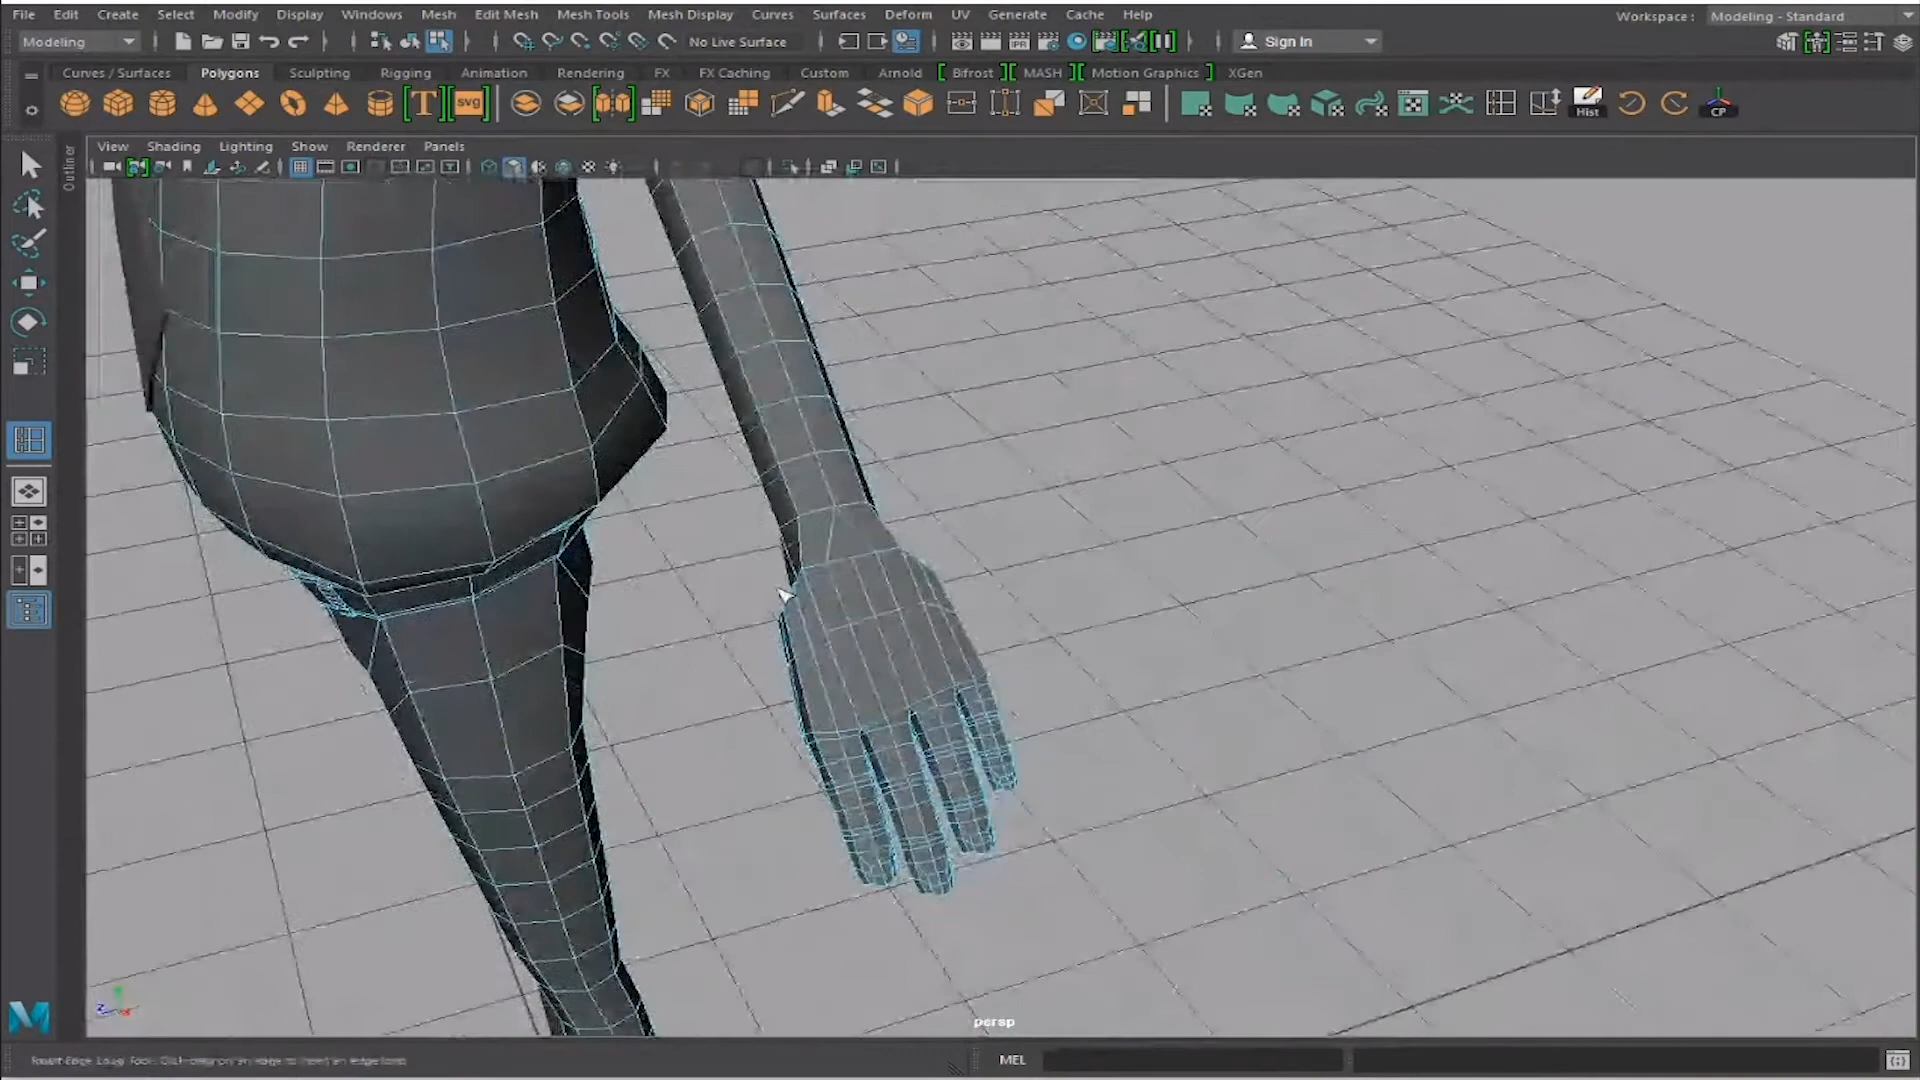 File Edit Create Select Modify Display Windows Mesh Edit Mesh Mesh Tools Mesh Display Curves Surfaces Deform UV Generate Cache Help
Workspace : Modeling - Standard
Modeling
No Live Surface
IPR
Sign In
Curves / Surfaces Polygons Sculpting Rigging Animation Rendering FX FX Caching Custom Arnold Bifrost MASH Motion Graphics XGen
T svg Hist CP
Outliner
View Shading Lighting Show Renderer Panels
persp
MEL